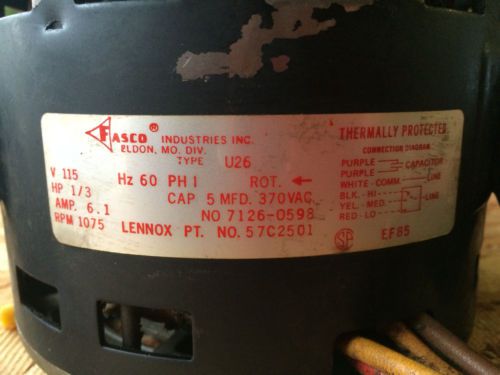 FASCO® INDUSTRIES INC.
ELDON, MO. DIV.
TYPE U26
V 115 Hz 60 PH 1 ROT. ←
HP 1/3 CAP 5 MFD. 370VAC
AMP. 6.1 NO 7126-0598
RPM 1075 LENNOX PT. NO. 57C2501
THERMALLY PROTECTED
CONNECTION DIAGRAM
PURPLE CAPACITOR
PURPLE
WHITE-COMM. LINE
BLK.-HI LINE
YEL.-MED.
RED-LO
SA EF85